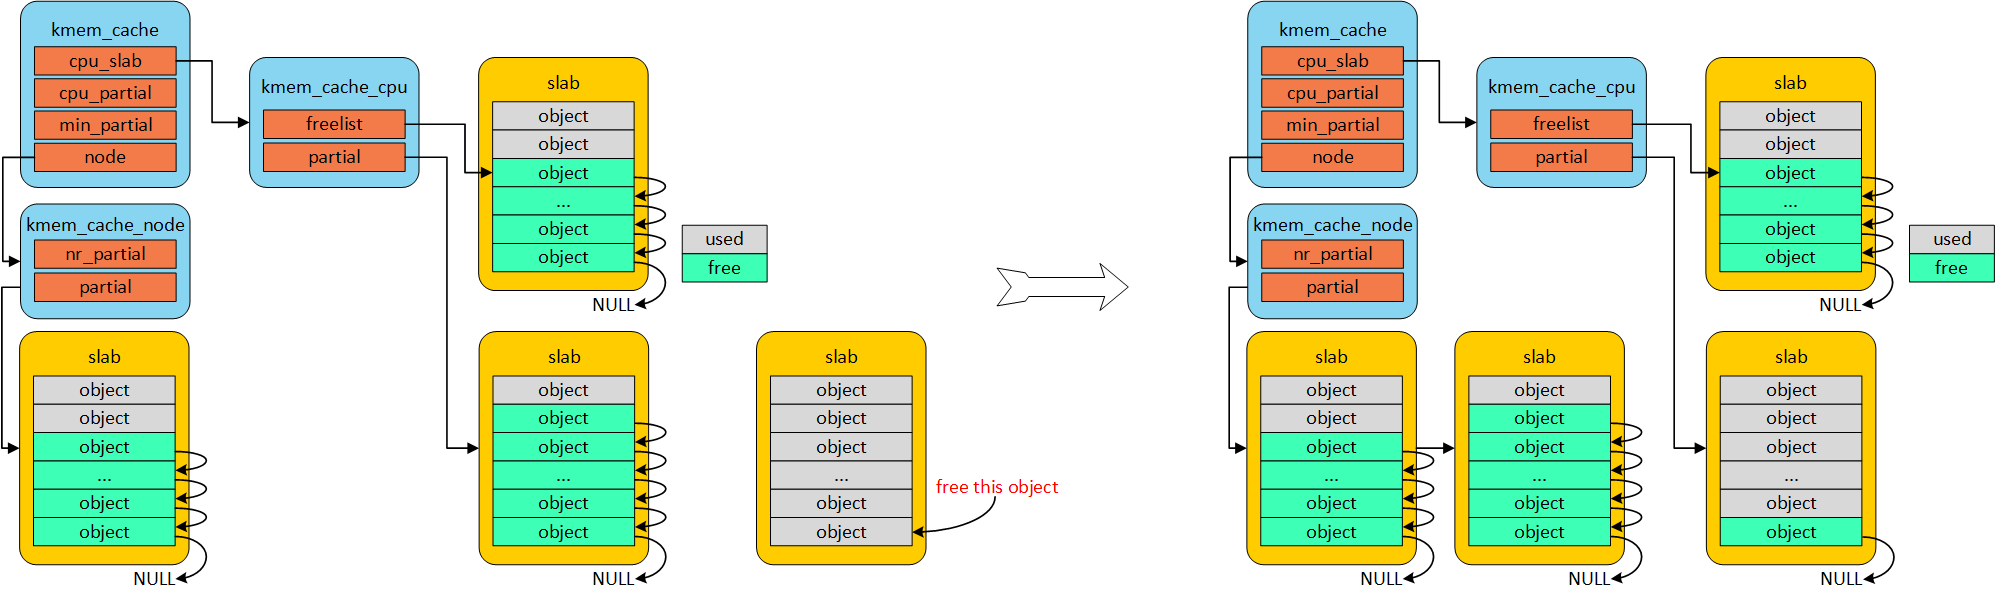 kmem_cache
cpu_slab
cpu_partial
min_partial
node
kmem_cache_cpu
freelist
partial
slab
object
object
object
...
object
object
NULL
used
free
kmem_cache_node
nr_partial
partial
slab
object
object
object
...
object
object
NULL
slab
object
object
object
...
object
object
NULL
slab
object
object
object
...
object
object
free this object
kmem_cache
cpu_slab
cpu_partial
min_partial
node
kmem_cache_cpu
freelist
partial
slab
object
object
object
...
object
object
NULL
used
free
kmem_cache_node
nr_partial
partial
slab
object
object
object
...
object
object
NULL
slab
object
object
object
...
object
object
NULL
slab
object
object
object
...
object
object
NULL